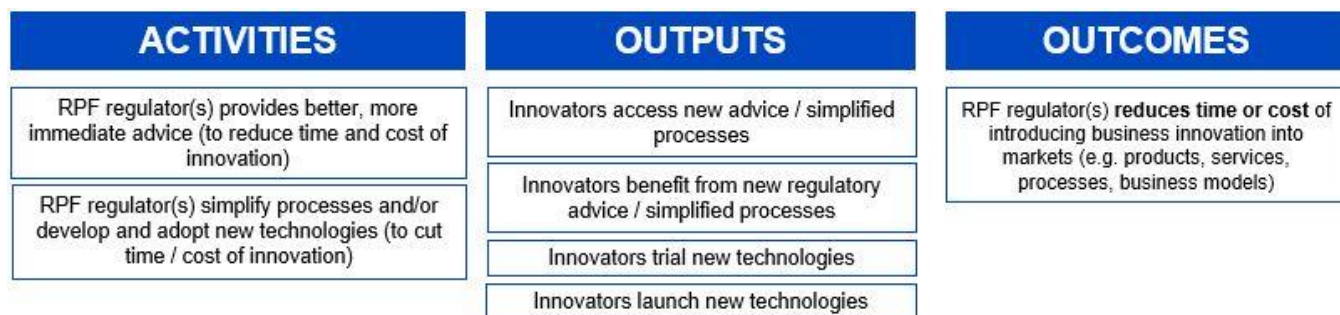 ACTIVITIES
RPF regulator(s) provides better, more
immediate advice (to reduce time and cost of
innovation)
RPF regulator(s) simplify processes and/or
develop and adopt new technologies (to cut
time / cost of innovation)
OUTPUTS
Innovators access new advice / simplified
processes
Innovators benefit from new regulatory
advice / simplified processes
Innovators trial new technologies
Innovators launch new technologies
OUTCOMES
RPF regulator(s) reduces time or cost of
introducing business innovation into
markets (e.g. products, services,
processes, business models)